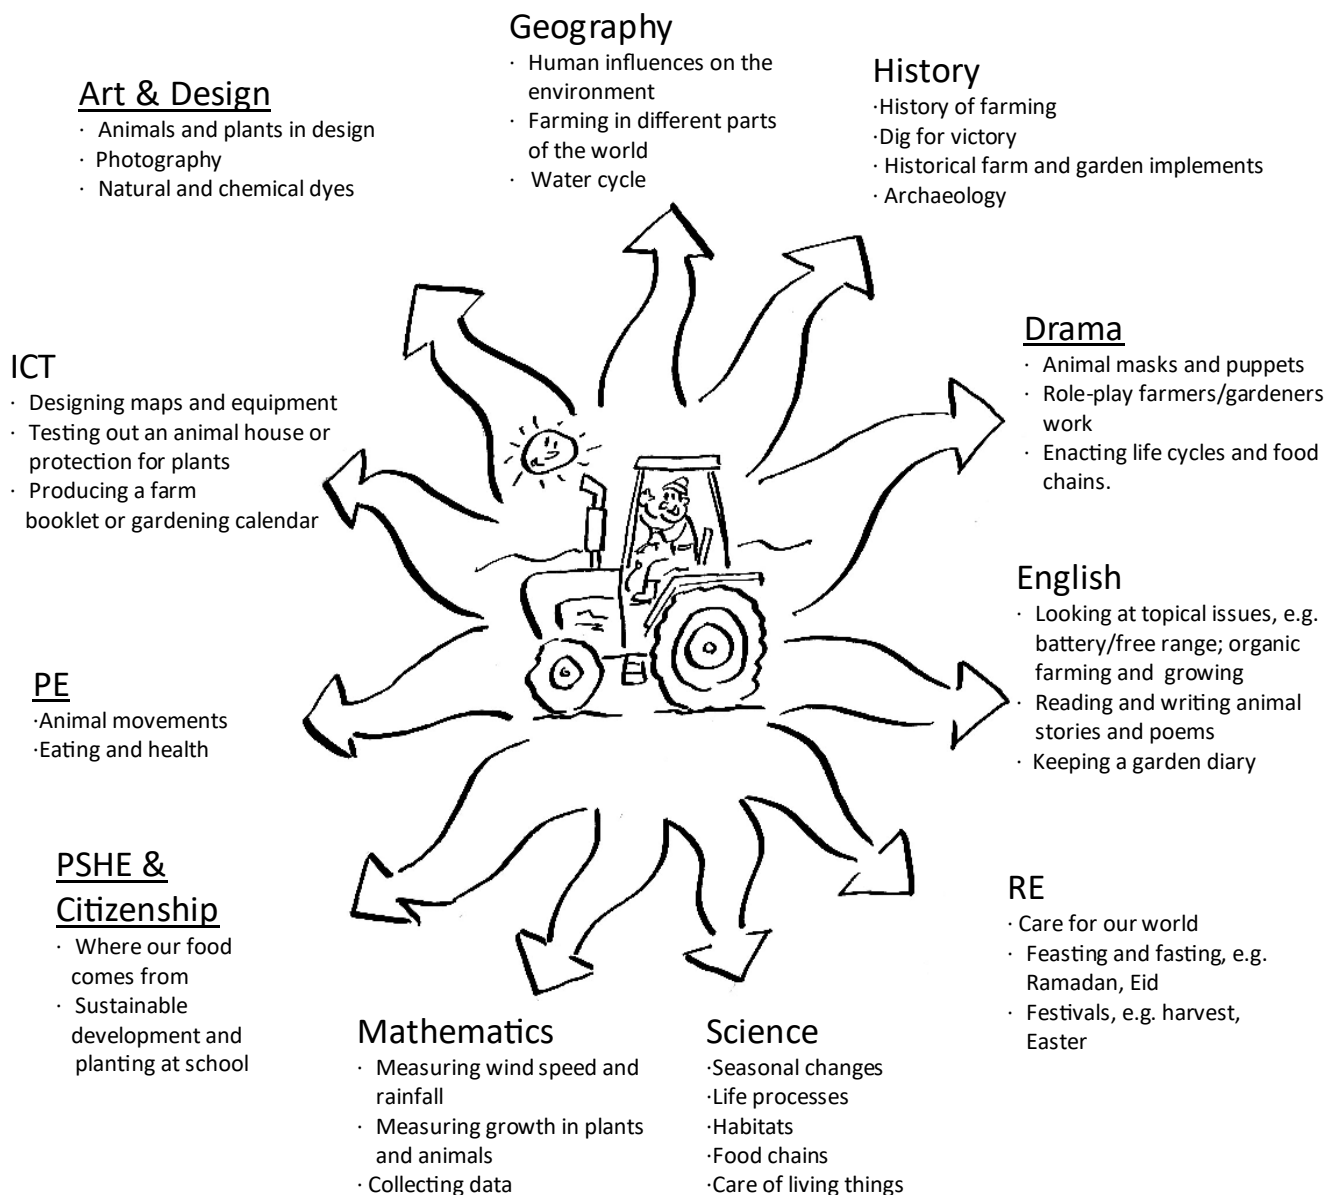 Geography
· Human influences on the
environment
· Farming in different parts
of the world
· Water cycle
History
·History of farming
·Dig for victory
· Historical farm and garden implements
· Archaeology
Art & Design
· Animals and plants in design
· Photography
· Natural and chemical dyes
Drama
· Animal masks and puppets
· Role-play farmers/gardeners
work
· Enacting life cycles and food
chains.
ICT
· Designing maps and equipment
· Testing out an animal house or
protection for plants
· Producing a farm
booklet or gardening calendar
English
· Looking at topical issues, e.g.
battery/free range; organic
farming and growing
· Reading and writing animal
stories and poems
· Keeping a garden diary
PE
·Animal movements
·Eating and health
PSHE &
Citizenship
· Where our food
comes from
· Sustainable
development and
planting at school
RE
· Care for our world
· Feasting and fasting, e.g.
Ramadan, Eid
· Festivals, e.g. harvest,
Easter
Mathematics
· Measuring wind speed and
rainfall
· Measuring growth in plants
and animals
· Collecting data
Science
·Seasonal changes
·Life processes
·Habitats
·Food chains
·Care of living things